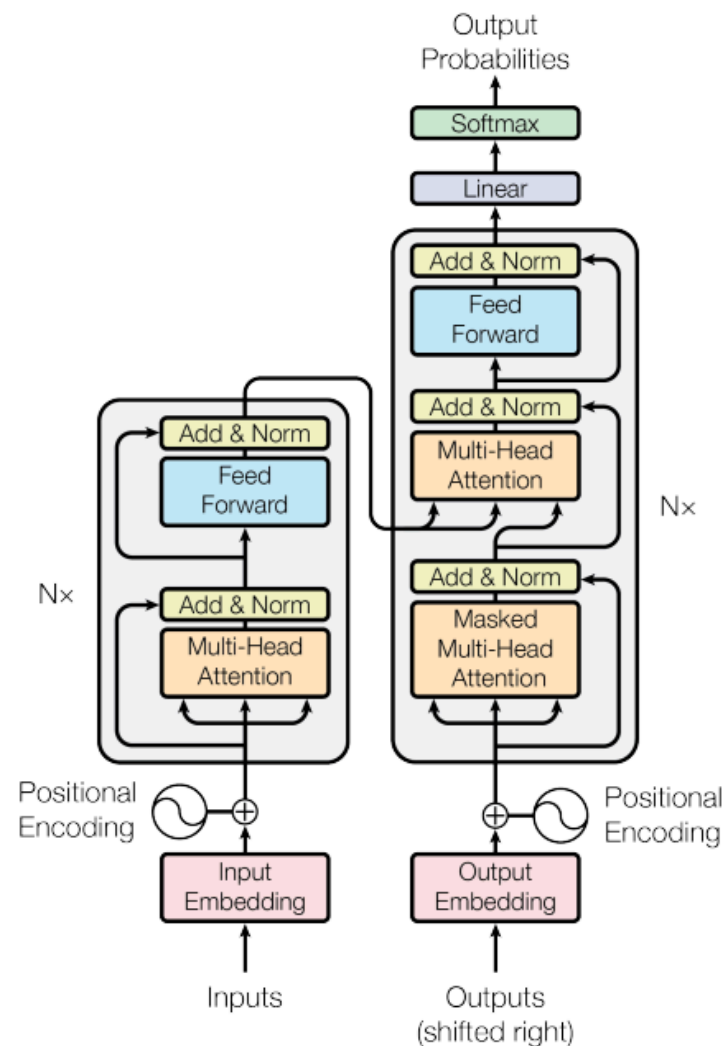 Output
Probabilities
Softmax
Linear
Add & Norm
Feed
Forward
Add & Norm
Multi-Head
Attention
Add & Norm
Masked
Multi-Head
Attention
N×
Add & Norm
Feed
Forward
Add & Norm
Multi-Head
Attention
N×
Positional
Encoding
Positional
Encoding
Input
Embedding
Output
Embedding
Inputs
Outputs
(shifted right)